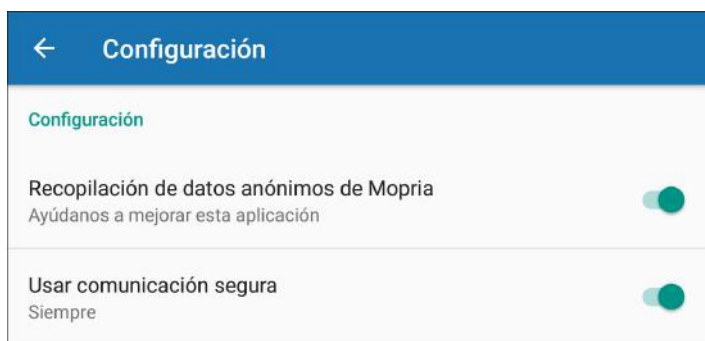 Configuración
Configuración
Recopilación de datos anónimos de Mopria
Ayúdanos a mejorar esta aplicación
Usar comunicación segura
Siempre